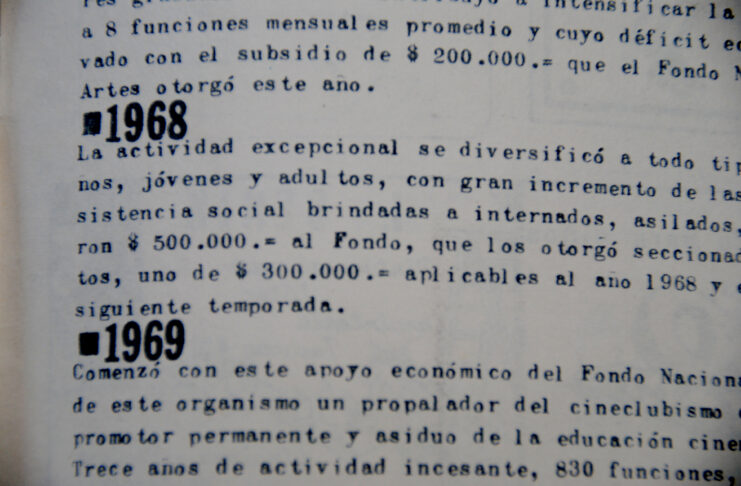 a 8 funciones mensuales promedio y cuyo déficit
vado con el subsidio de $ 200.000.= que el Fondo
Artes otorgó este año.
■1968
La actividad excepcional se diversificó a todo
nos, jóvenes y adultos, con gran incremento de las
sistencia social brindadas a internados, asilados,
ron $ 500.000.= al Fondo, que los otorgó
tos, uno de $ 300.000.= aplicables al año 1968 y
siguiente temporada.
■1969
Comenzó con este apoyo económico del Fondo
de este organismo un propalador del cineclubismo
promotor permanente y asiduo de la educación
Trece años de actividad incesante, 830 funciones,